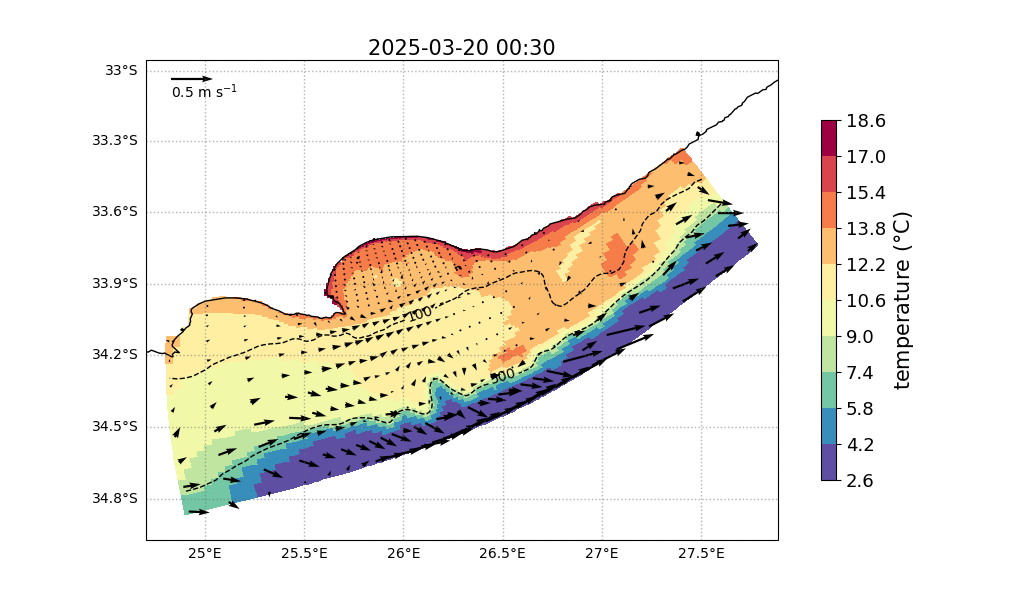 2025-03-20 00:30
0.5 m s⁻¹
33°S
33.3°S
33.6°S
33.9°S
34.2°S
34.5°S
34.8°S
25°E
25.5°E
26°E
26.5°E
27°E
27.5°E
100
500
18.6
17.0
15.4
13.8
12.2
10.6
9.0
7.4
5.8
4.2
2.6
temperature (°C)